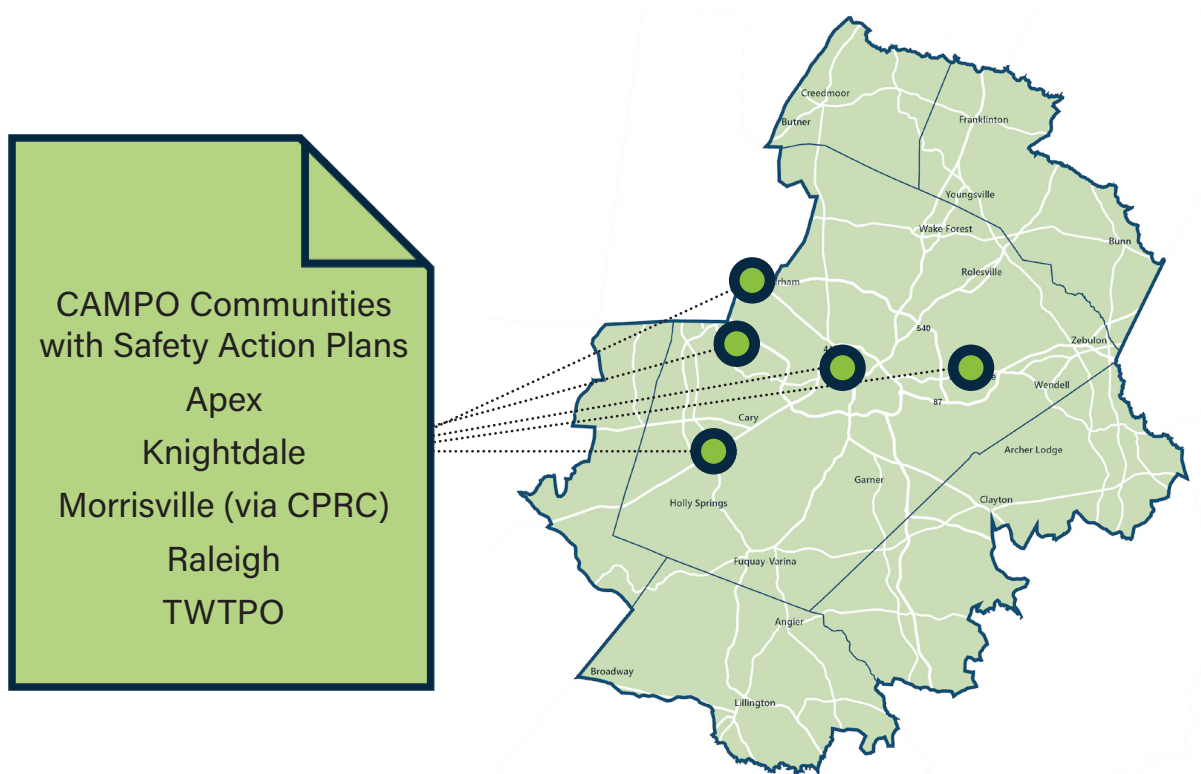 CAMPO Communities
with Safety Action Plans
Apex
Knightdale
Morrisville (via CPRC)
Raleigh
TWTPO
Creedmoor
Butner
Franklinton
Youngsville
Wake Forest
Bunn
Rolesville
rham
540
Zebulon
Wendell
87
Cary
Archer Lodge
Holly Springs
Garner
Clayton
Fuquay Varina
Angier
Broadway
Lillington